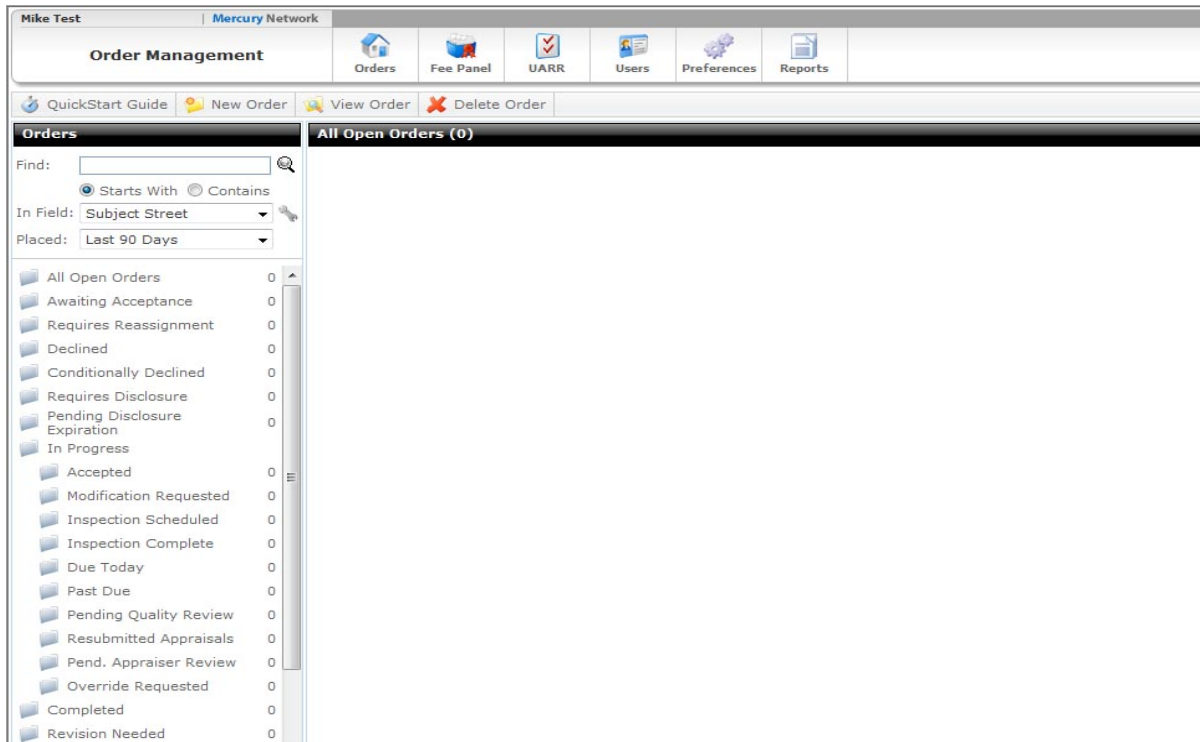 Mike Test | Mercury Network
Order Management
Orders
Fee Panel
UARR
Users
Preferences
Reports
QuickStart Guide
New Order
View Order
Delete Order
Orders
Find:
Starts With
Contains
In Field: Subject Street
Placed: Last 90 Days
All Open Orders 0
Awaiting Acceptance 0
Requires Reassignment 0
Declined 0
Conditionally Declined 0
Requires Disclosure 0
Pending Disclosure
Expiration 0
In Progress
Accepted 0
Modification Requested 0
Inspection Scheduled 0
Inspection Complete 0
Due Today 0
Past Due 0
Pending Quality Review 0
Resubmitted Appraisals 0
Pend. Appraiser Review 0
Override Requested 0
Completed 0
Revision Needed 0
All Open Orders (0)